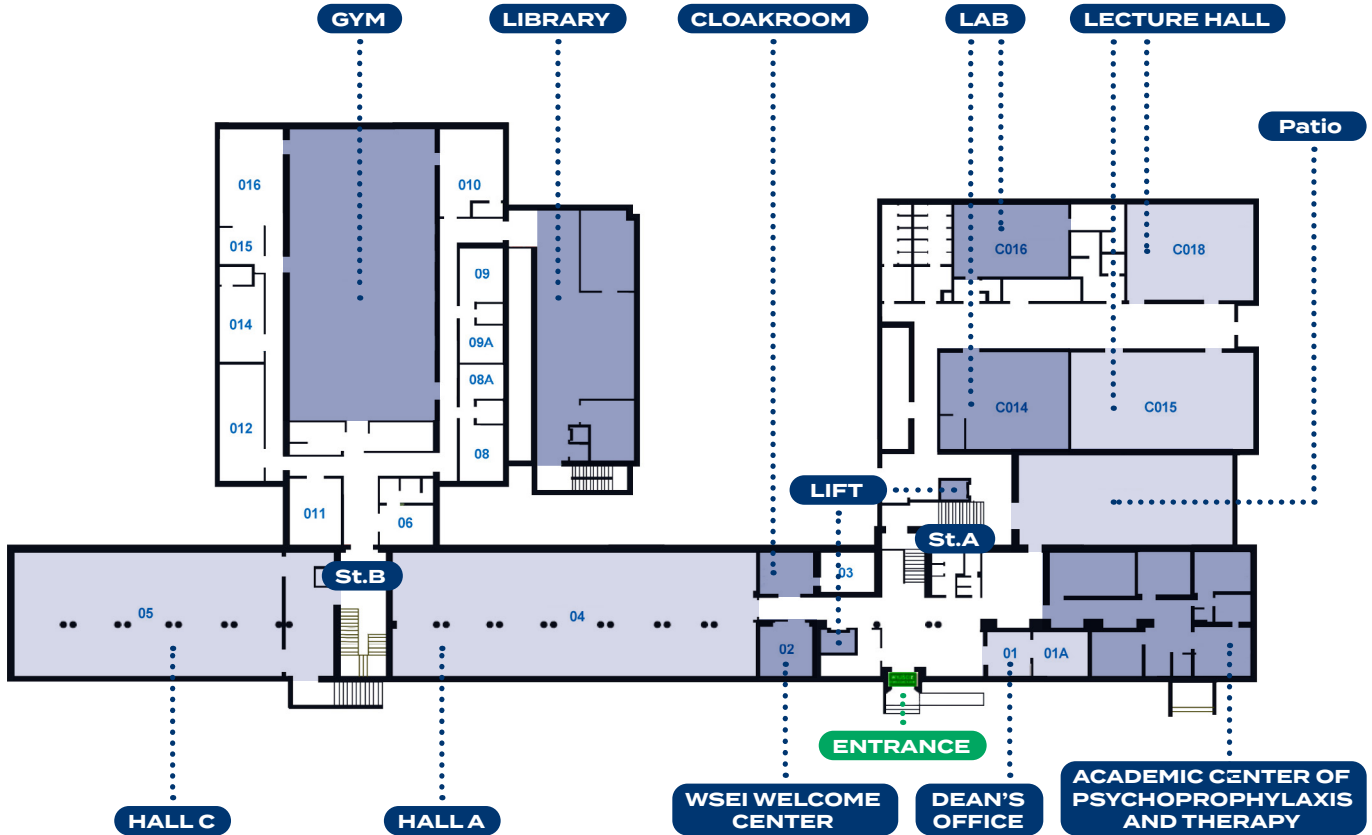 GYM
LIBRARY
CLOAKROOM
LAB
LECTURE HALL
Patio
016
010
015
C016
C018
09
014
09A
08A
C014
C015
012
08
LIFT
011
06
St.A
St.B
03
05
04
02
01
01A
ENTRANCE
WSEI WELCOME
CENTER
DEAN'S
OFFICE
ACADEMIC CENTER OF
PSYCHOPROPHYLAXIS
AND THERAPY
HALL C
HALL A